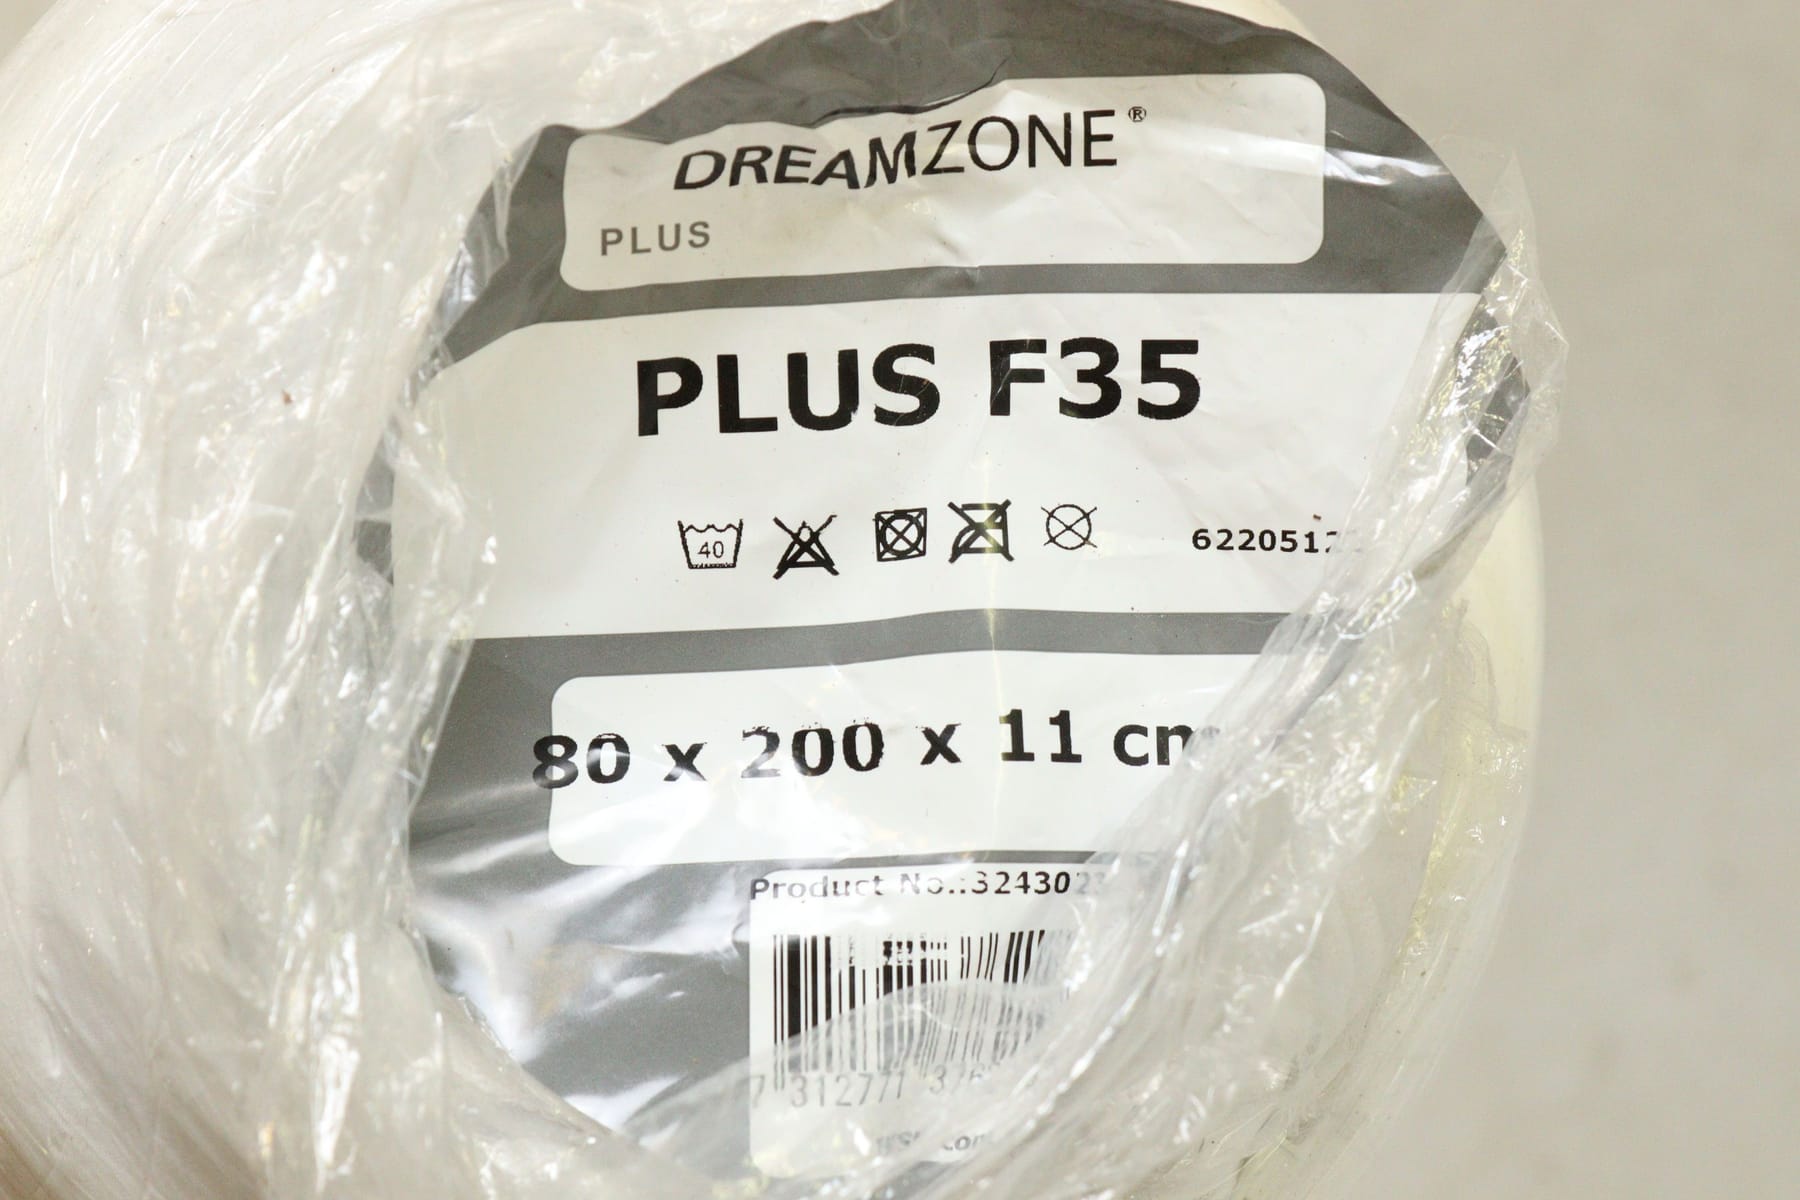 DREAMZONE®
PLUS
PLUS F35
40
80 x 200 x 11 cm
Product No.: